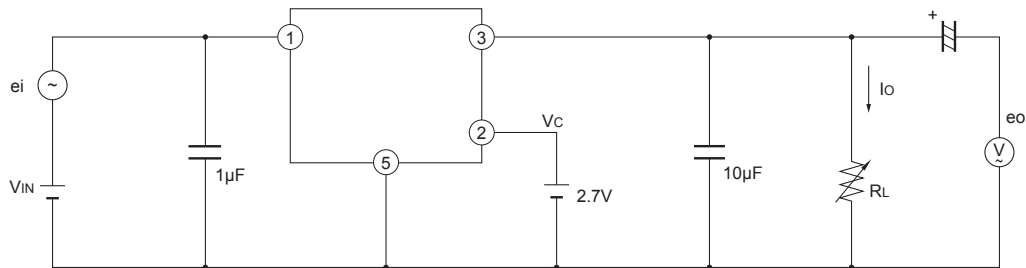 +
1
3
ei
~
IO
VC
2
eo
V
~
5
1μF
10μF
VIN
2.7V
RL